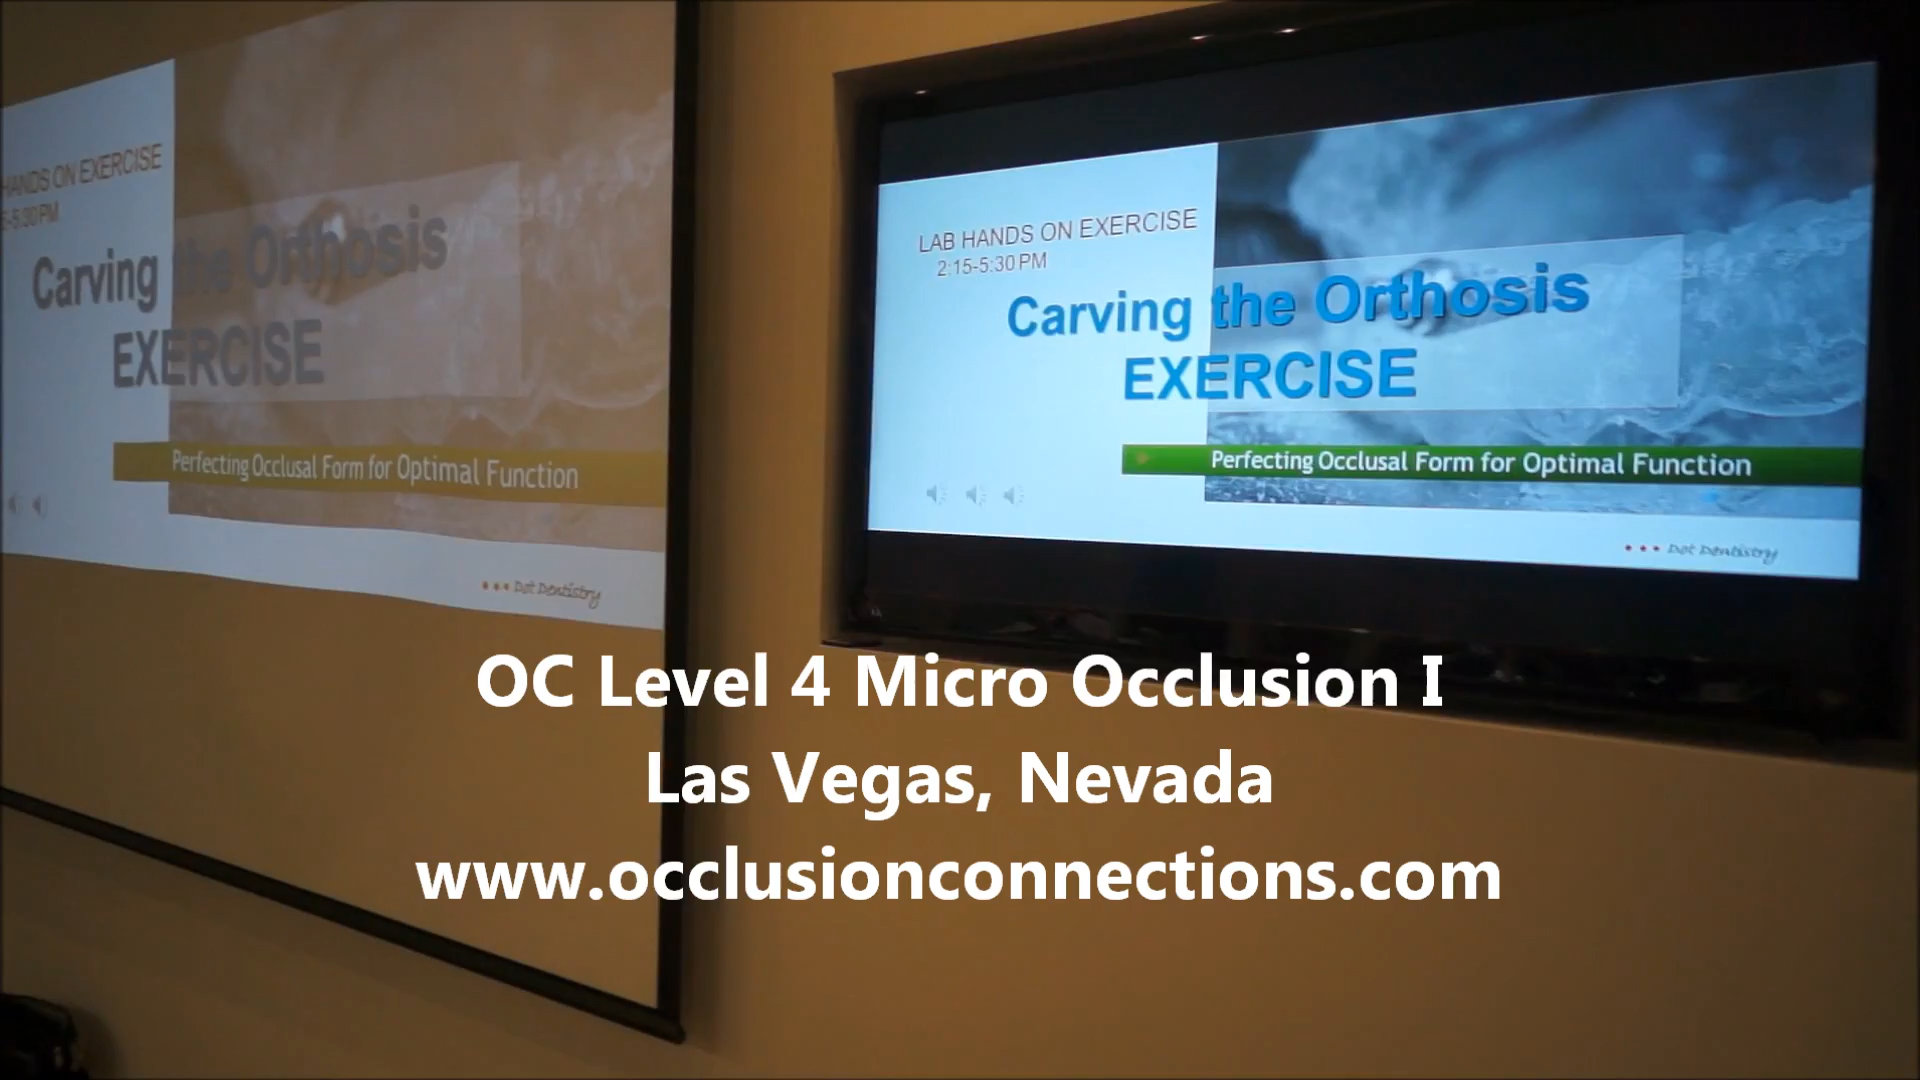 HANDS ON EXERCISE
5-5:30 PM
Carving the Orthosis
EXERCISE
Perfecting Occlusal Form for Optimal Function
Dot Dentistry
LAB HANDS ON EXERCISE
2:15-5:30 PM
Carving the Orthosis
EXERCISE
Perfecting Occlusal Form for Optimal Function
Dot Dentistry
OC Level 4 Micro Occlusion I
Las Vegas, Nevada
www.occlusionconnections.com